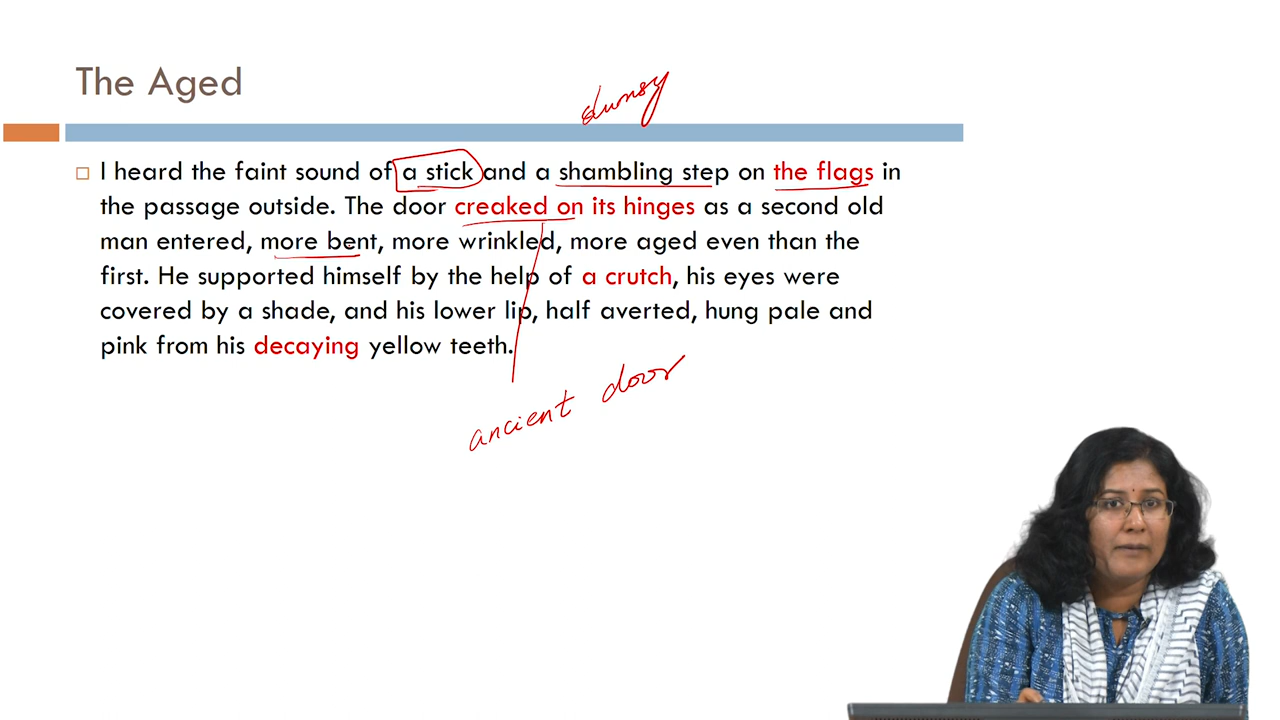 The Aged
clumsy
I heard the faint sound of a stick and a shambling step on the flags in
the passage outside. The door creaked on its hinges as a second old
man entered, more bent, more wrinkled, more aged even than the
first. He supported himself by the help of a crutch, his eyes were
covered by a shade, and his lower lip, half averted, hung pale and
pink from his decaying yellow teeth.
ancient door